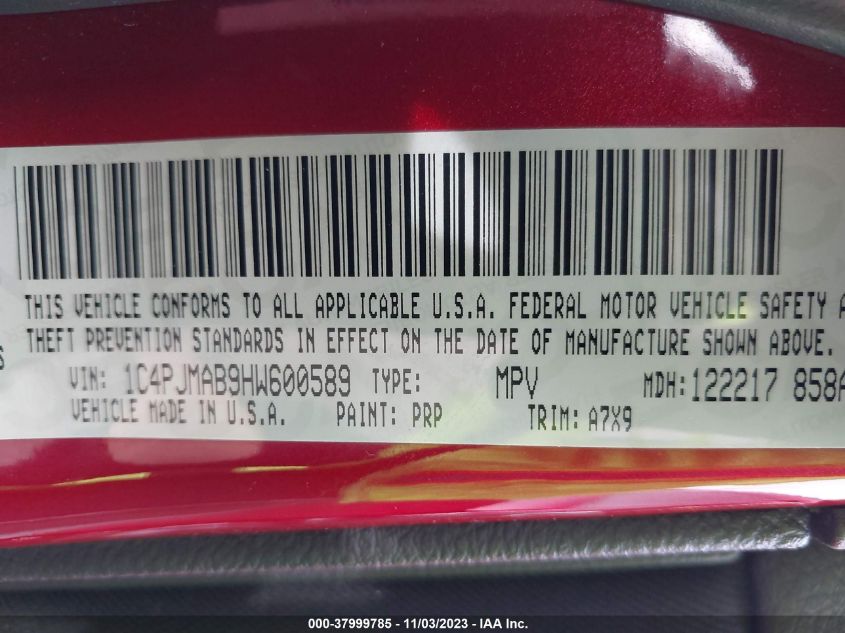 THIS VEHICLE CONFORMS TO ALL APPLICABLE U.S.A. FEDERAL MOTOR VEHICLE SAFETY
THEFT PREVENTION STANDARDS IN EFFECT ON THE DATE OF MANUFACTURE SHOWN ABOVE.
VIN: 1C4PJMAB9HW600589 TYPE: MPV MDH: 122217 858A
VEHICLE MADE IN U.S.A. PAINT: PRP TRIM: A7X9
000-37999785 - 11/03/2023 - IAA Inc.